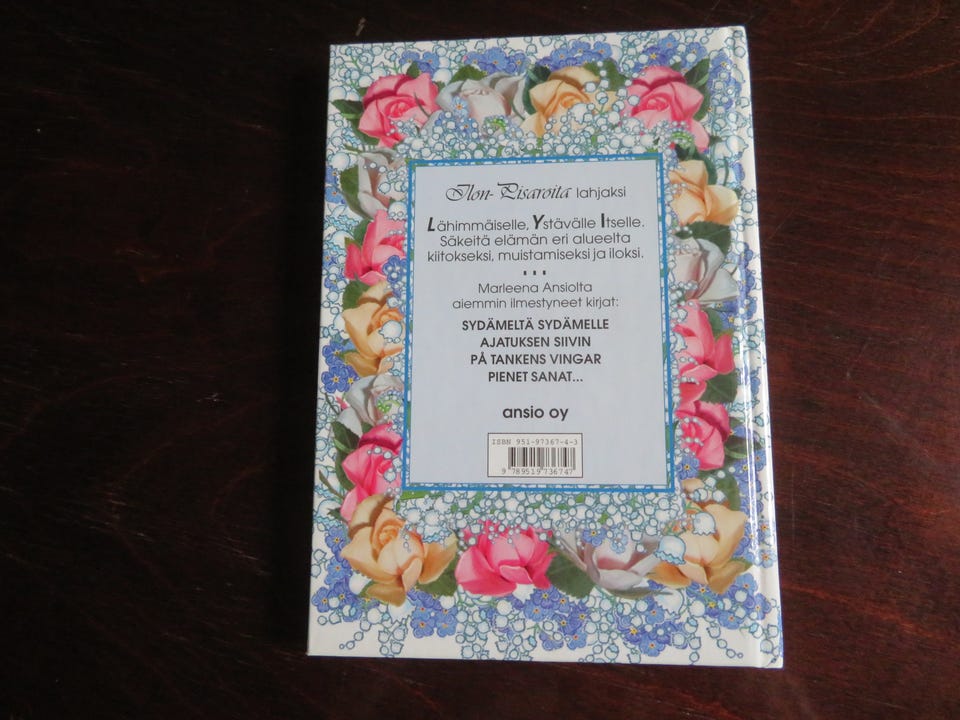 Ilon-Pisaroita lahjaksi
Lähimmäiselle, Ystävälle Itselle.
Säkeitä elämän eri alueelta
kiitokseksi, muistamiseksi ja iloksi.
Marleena Ansiolta
aiemmin ilmestyneet kirjat:
SYDÄMELTÄ SYDÄMELLE
AJATUKSEN SIIVIN
PÅ TANKENS VINGAR
PIENET SANAT...
ansio oy
ISBN 951-97367-4-3
9 789519 736747